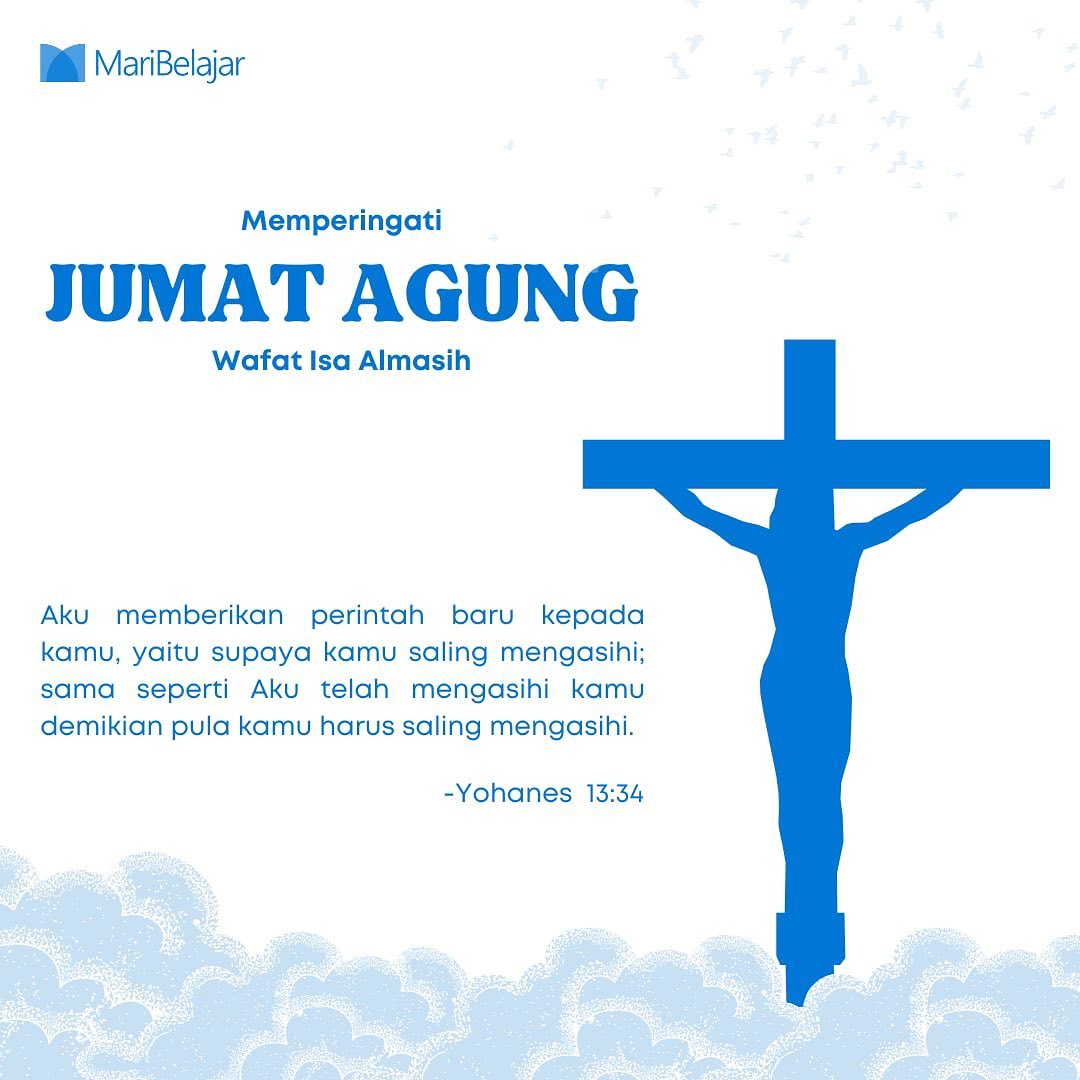 MariBelajar
Memperingati
JUMAT AGUNG
Wafat Isa Almasih
Aku memberikan perintah baru kepada
kamu, yaitu supaya kamu saling mengasihi;
sama seperti Aku telah mengasihi kamu
demikian pula kamu harus saling mengasihi.
-Yohanes 13:34